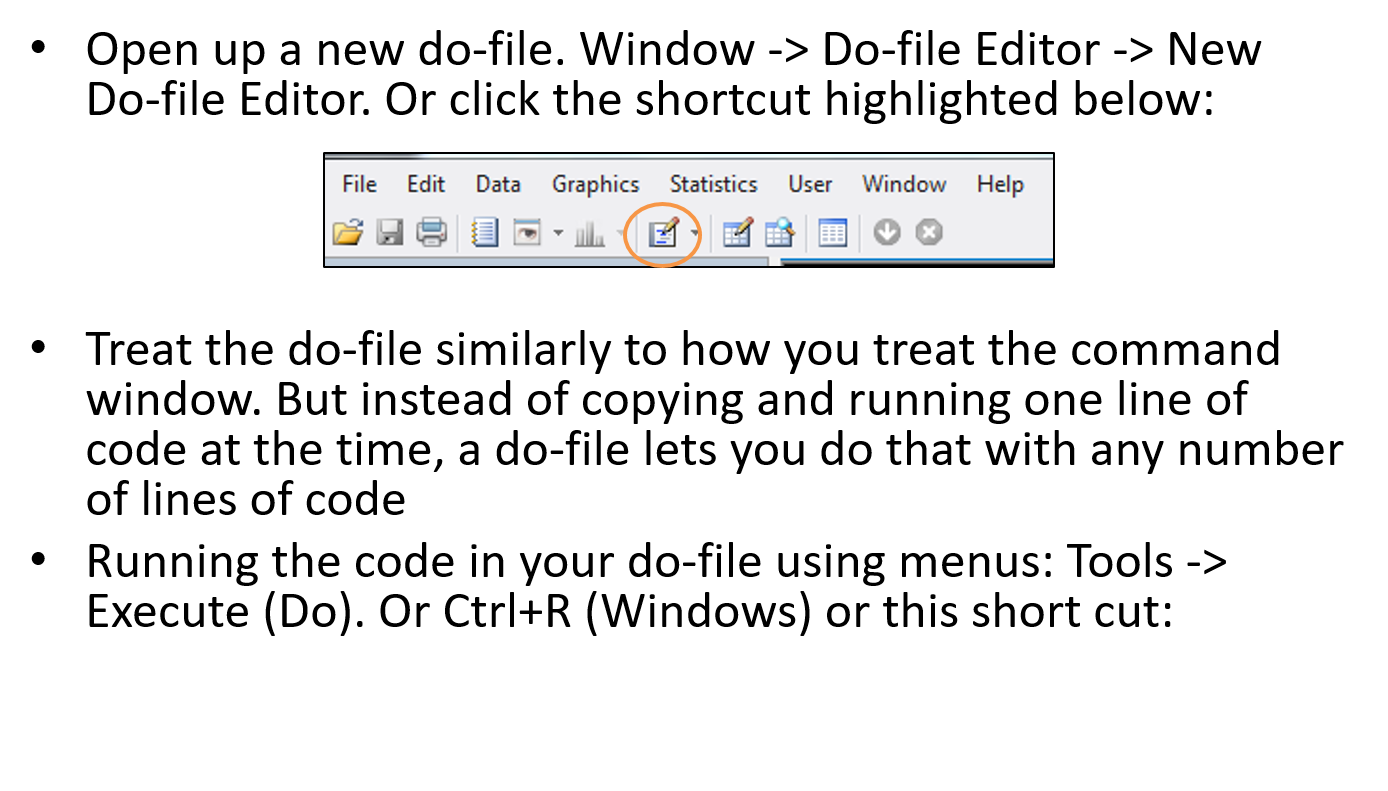 • Open up a new do-file. Window -> Do-file Editor -> New
Do-file Editor. Or click the shortcut highlighted below:
File Edit Data Graphics Statistics User Window Help
• Treat the do-file similarly to how you treat the command
window. But instead of copying and running one line of
code at the time, a do-file lets you do that with any number
of lines of code
• Running the code in your do-file using menus: Tools ->
Execute (Do). Or Ctrl+R (Windows) or this short cut: